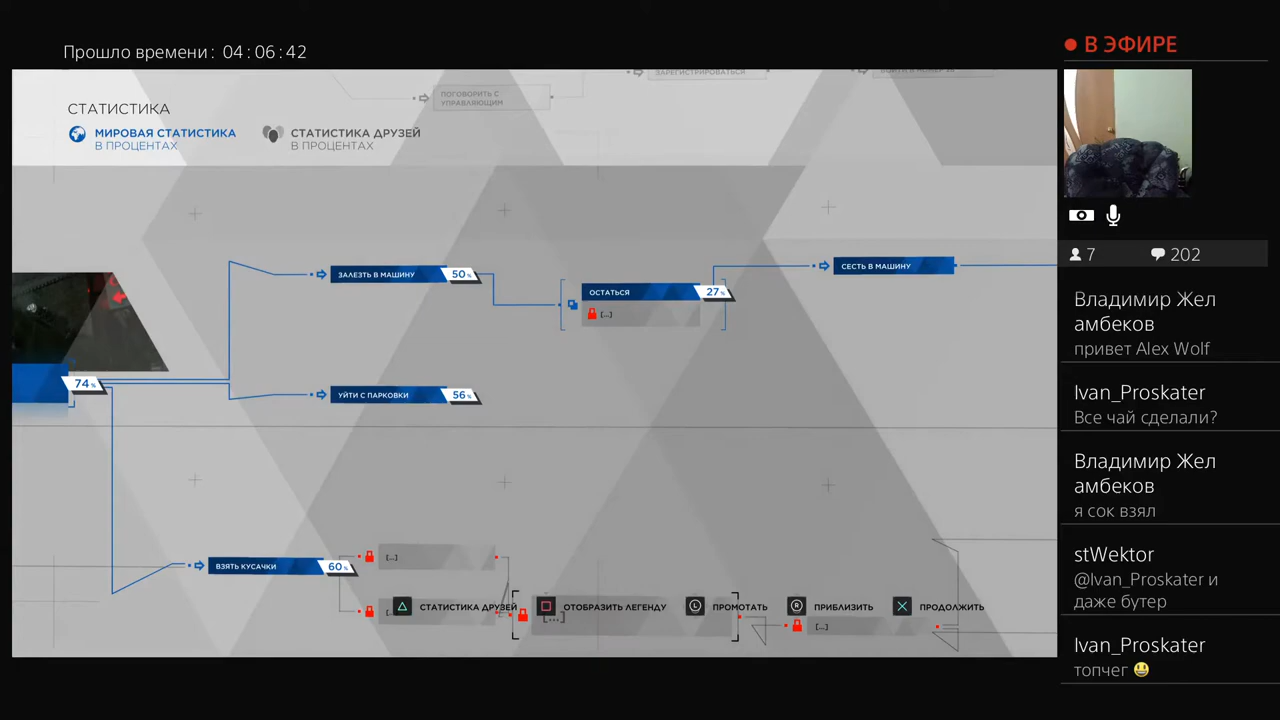 Прошло времени: 04:06:42
В ЭФИРЕ
ЗАРЕГИСТРИРОВАТЬСЯ
ПОГОВОРИТЬ С
УПРАВЛЯЮЩИМ
СТАТИСТИКА
МИРОВАЯ СТАТИСТИКА
В ПРОЦЕНТАХ
СТАТИСТИКА ДРУЗЕЙ
В ПРОЦЕНТАХ
ЗАЛЕЗТЬ В МАШИНУ 50%
ОСТАТЬСЯ 27%
[...]
СЕСТЬ В МАШИНУ
74%
УЙТИ С ПАРКОВКИ 56%
ВЗЯТЬ КУСАЧКИ 60%
[...]
[...]
[...]
СТАТИСТИКА ДРУЗЕЙ
ОТОБРАЗИТЬ ЛЕГЕНДУ
L ПРОМОТАТЬ
R ПРИБЛИЗИТЬ
ПРОДОЛЖИТЬ
7 202
Владимир Жел
амбеков
привет Alex Wolf
Ivan_Proskater
Все чай сделали?
Владимир Жел
амбеков
я сок взял
stWektor
@Ivan_Proskater и
даже бутер
Ivan_Proskater
топчег 😃